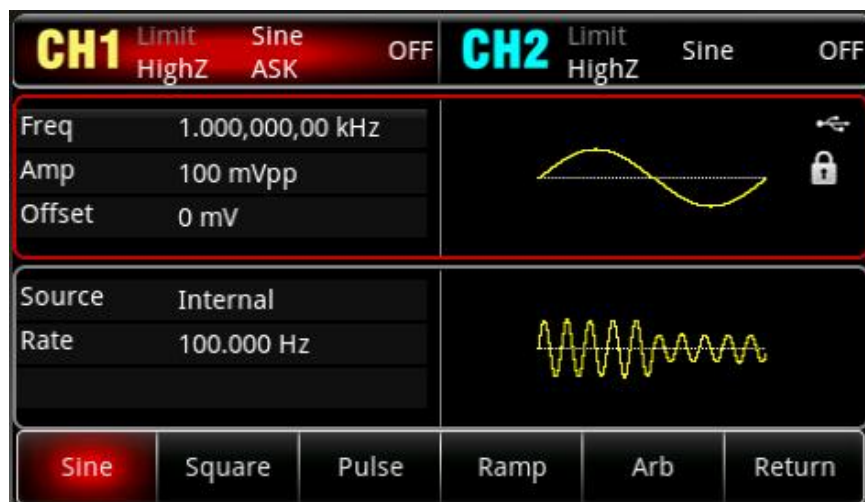 CH1 Limit Sine OFF CH2 Limit Sine OFF
HighZ ASK HighZ
Freq 1.000,000,00 kHz
Amp 100 mVpp
Offset 0 mV
Source Internal
Rate 100.000 Hz
Sine Square Pulse Ramp Arb Return